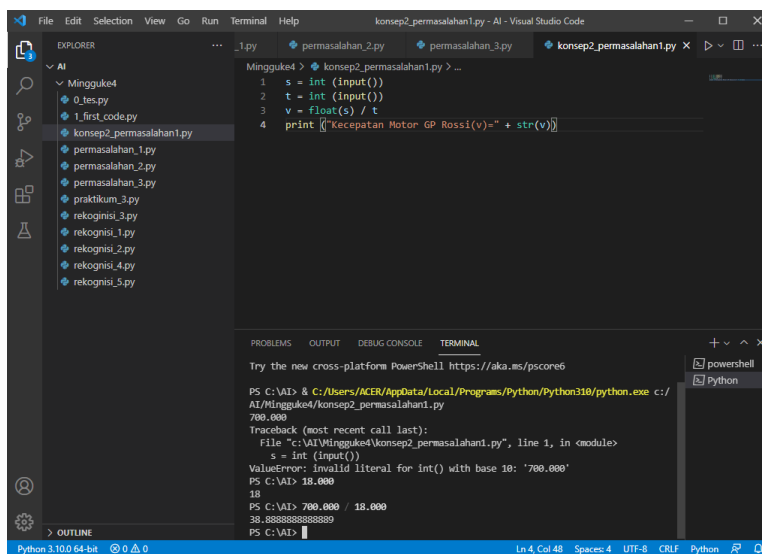 File Edit Selection View Go Run Terminal Help konsep2_permasalahan1.py - AI - Visual Studio Code
EXPLORER
AI
Mingguke4
0_tes.py
1_first_code.py
konsep2_permasalahan1.py
permasalahan_1.py
permasalahan_2.py
permasalahan_3.py
praktikum_3.py
rekoginisi_3.py
rekognisi_1.py
rekognisi_2.py
rekognisi_4.py
rekognisi_5.py
OUTLINE
_1.py permasalahan_2.py permasalahan_3.py konsep2_permasalahan1.py
Mingguke4 > konsep2_permasalahan1.py > ...
1 s = int (input())
2 t = int (input())
3 v = float(s) / t
4 print ("Kecepatan Motor GP Rossi(v)=" + str(v))
PROBLEMS OUTPUT DEBUG CONSOLE TERMINAL
Try the new cross-platform PowerShell https://aka.ms/pscore6
PS C:\AI> & C:/Users/ACER/AppData/Local/Programs/Python/Python310/python.exe c:/
AI/Mingguke4/konsep2_permasalahan1.py
700.000
Traceback (most recent call last):
File "c:\AI\Mingguke4\konsep2_permasalahan1.py", line 1, in <module>
s = int (input())
ValueError: invalid literal for int() with base 10: '700.000'
PS C:\AI> 18.000
18
PS C:\AI> 700.000 / 18.000
38.8888888888889
PS C:\AI>
powershell
Python
3
Python 3.10.0 64-bit 0 0 Ln 4, Col 48 Spaces: 4 UTF-8 CRLF Python